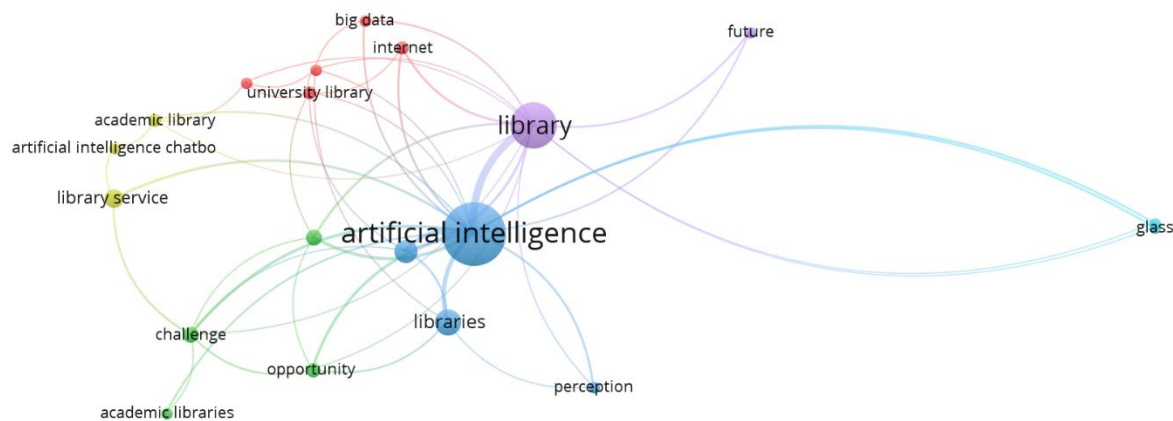 big data
future
internet
university library
academic library
library
artificial intelligence chatbo
library service
glass
artificial intelligence
libraries
challenge
opportunity
perception
academic libraries